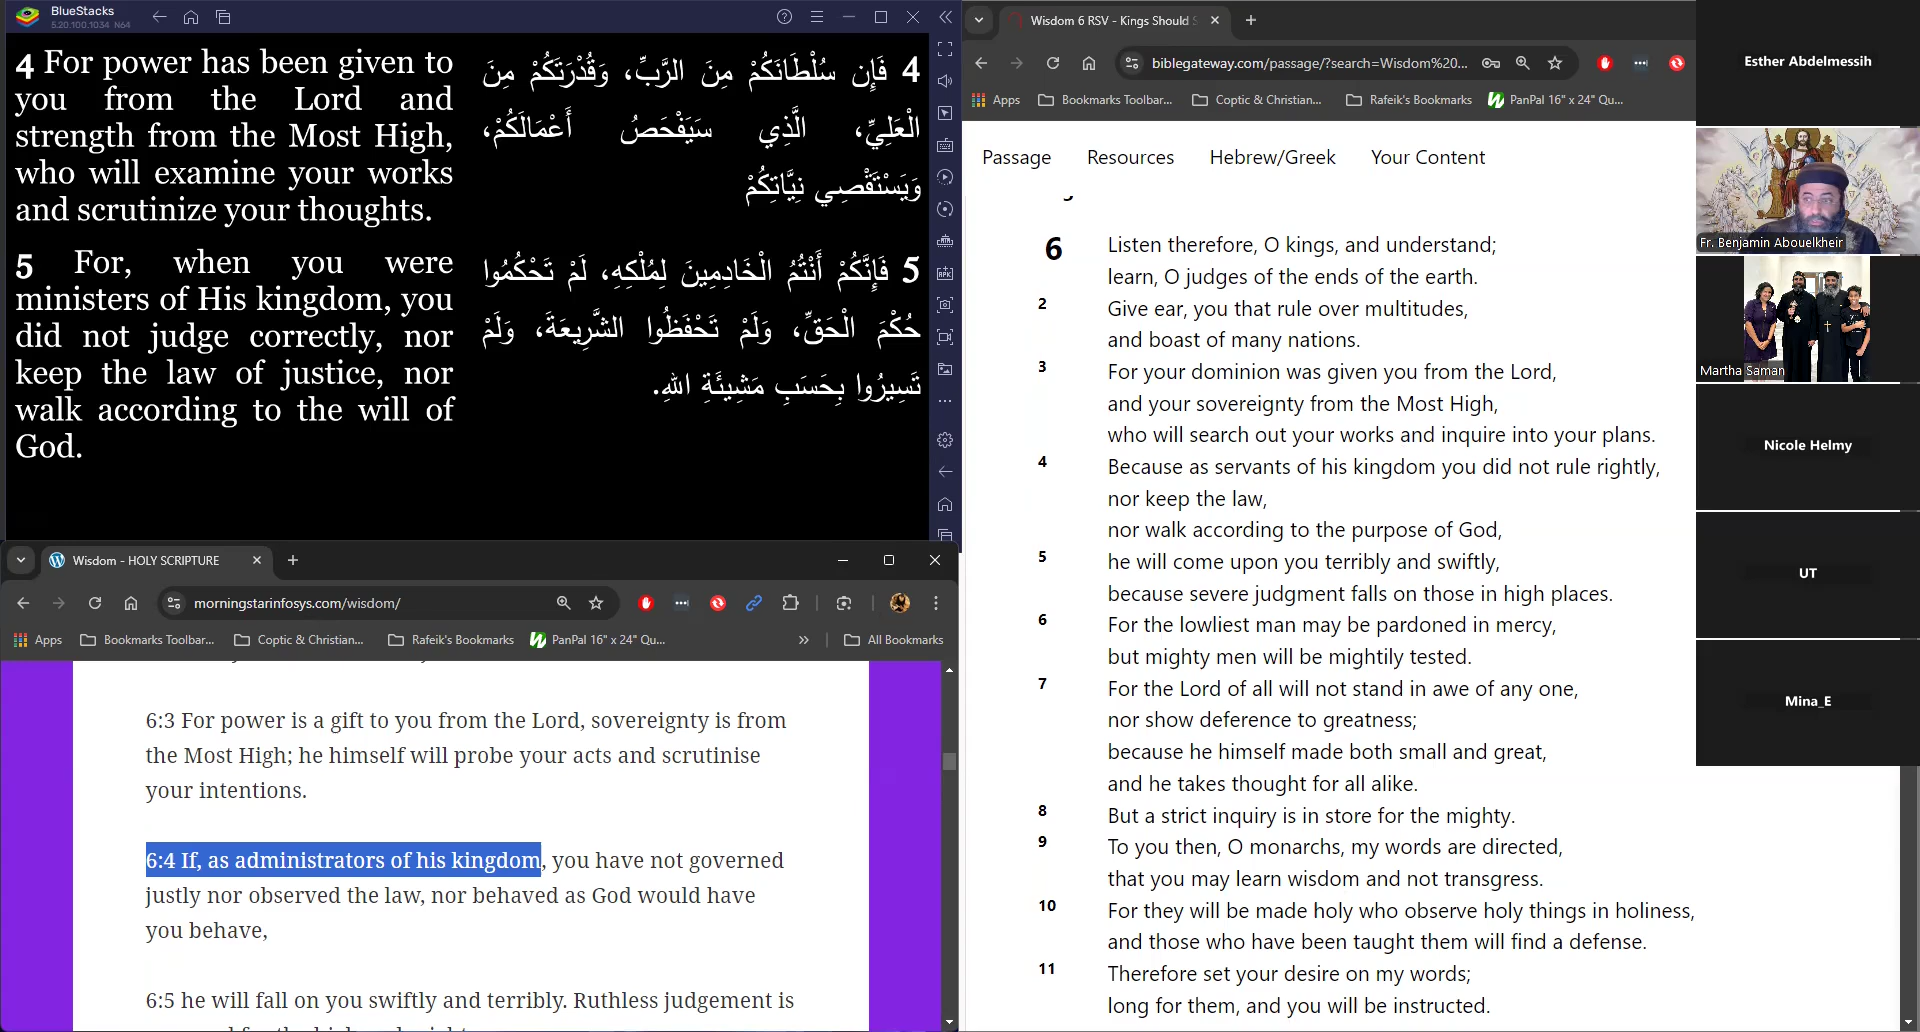 BlueStacks
5.20.100.1034 N64
4 For power has been given to
you from the Lord and
strength from the Most High,
who will examine your works
and scrutinize your thoughts.
5 For, when you were
ministers of His kingdom, you
did not judge correctly, nor
keep the law of justice, nor
walk according to the will of
God.
4 فَإِن سُلْطَانَكُمْ مِنَ الرَّبِّ، وَقُدْرَتَكُمْ مِنَ
الْعَلِيِّ، الَّذِي سَيَفْحَصُ أَعْمَالَكُمْ،
وَيَسْتَقْصِي نِيَّاتِكُمْ
5 فَإِنَّكُمْ أَنْتُمُ الْخَادِمِينَ لِمُلْكِهِ، لَمْ تَحْكُمُوا
حُكْمَ الْحَقِّ، وَلَمْ تَحْفَظُوا الشَّرِيعَةَ، وَلَمْ
تَسِيرُوا بِحَسَبِ مَشِيئَةِ اللهِ.
Wisdom - HOLY SCRIPTURE
morningstarinfosys.com/wisdom/
Apps Bookmarks Toolbar... Coptic & Christian... Rafeik's Bookmarks PanPal 16" x 24" Qu... » All Bookmarks
6:3 For power is a gift to you from the Lord, sovereignty is from
the Most High; he himself will probe your acts and scrutinise
your intentions.
6:4 If, as administrators of his kingdom, you have not governed
justly nor observed the law, nor behaved as God would have
you behave,
6:5 he will fall on you swiftly and terribly. Ruthless judgement is
Wisdom 6 RSV - Kings Should S
biblegateway.com/passage/?search=Wisdom%20...
Apps Bookmarks Toolbar... Coptic & Christian... Rafeik's Bookmarks PanPal 16" x 24" Qu...
Passage Resources Hebrew/Greek Your Content
6 Listen therefore, O kings, and understand;
learn, O judges of the ends of the earth.
2 Give ear, you that rule over multitudes,
and boast of many nations.
3 For your dominion was given you from the Lord,
and your sovereignty from the Most High,
who will search out your works and inquire into your plans.
4 Because as servants of his kingdom you did not rule rightly,
nor keep the law,
nor walk according to the purpose of God,
5 he will come upon you terribly and swiftly,
because severe judgment falls on those in high places.
6 For the lowliest man may be pardoned in mercy,
but mighty men will be mightily tested.
7 For the Lord of all will not stand in awe of any one,
nor show deference to greatness;
because he himself made both small and great,
and he takes thought for all alike.
8 But a strict inquiry is in store for the mighty.
9 To you then, O monarchs, my words are directed,
that you may learn wisdom and not transgress.
10 For they will be made holy who observe holy things in holiness,
and those who have been taught them will find a defense.
11 Therefore set your desire on my words;
long for them, and you will be instructed.
Esther Abdelmessih
Fr. Benjamin Abouelkheir
Martha Saman
Nicole Helmy
UT
Mina_E